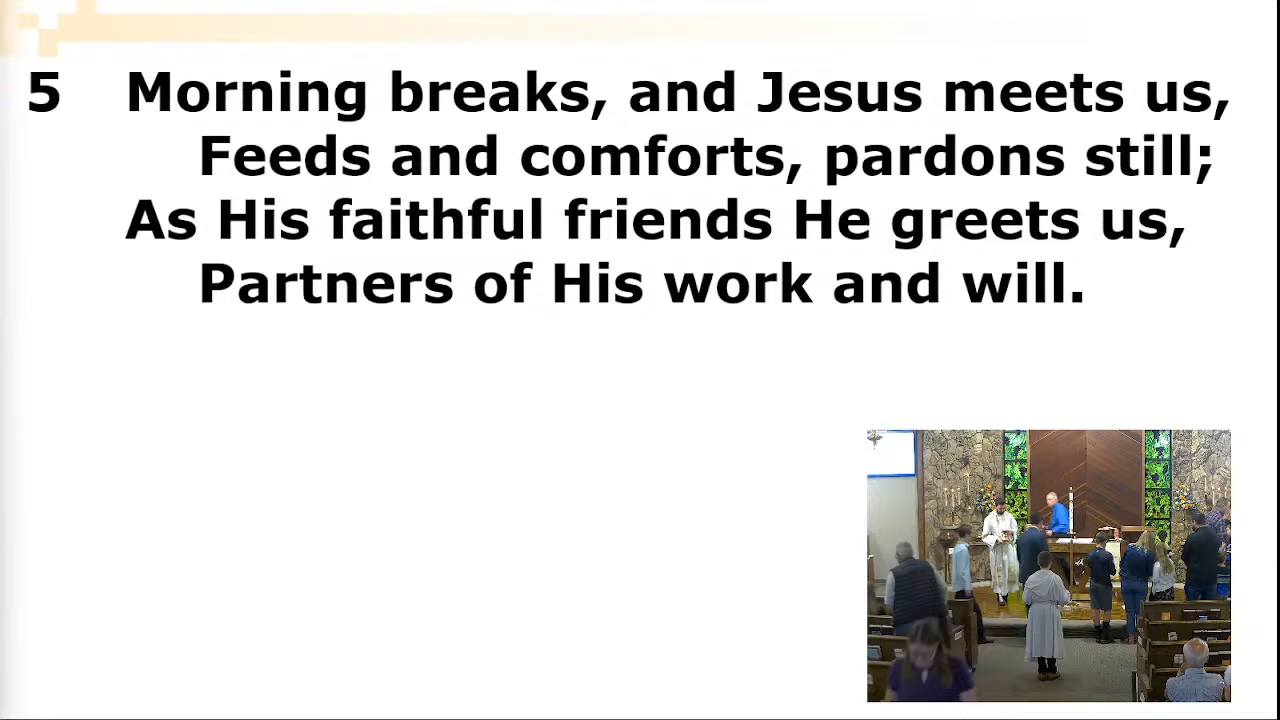 5 Morning breaks, and Jesus meets us,
Feeds and comforts, pardons still;
As His faithful friends He greets us,
Partners of His work and will.